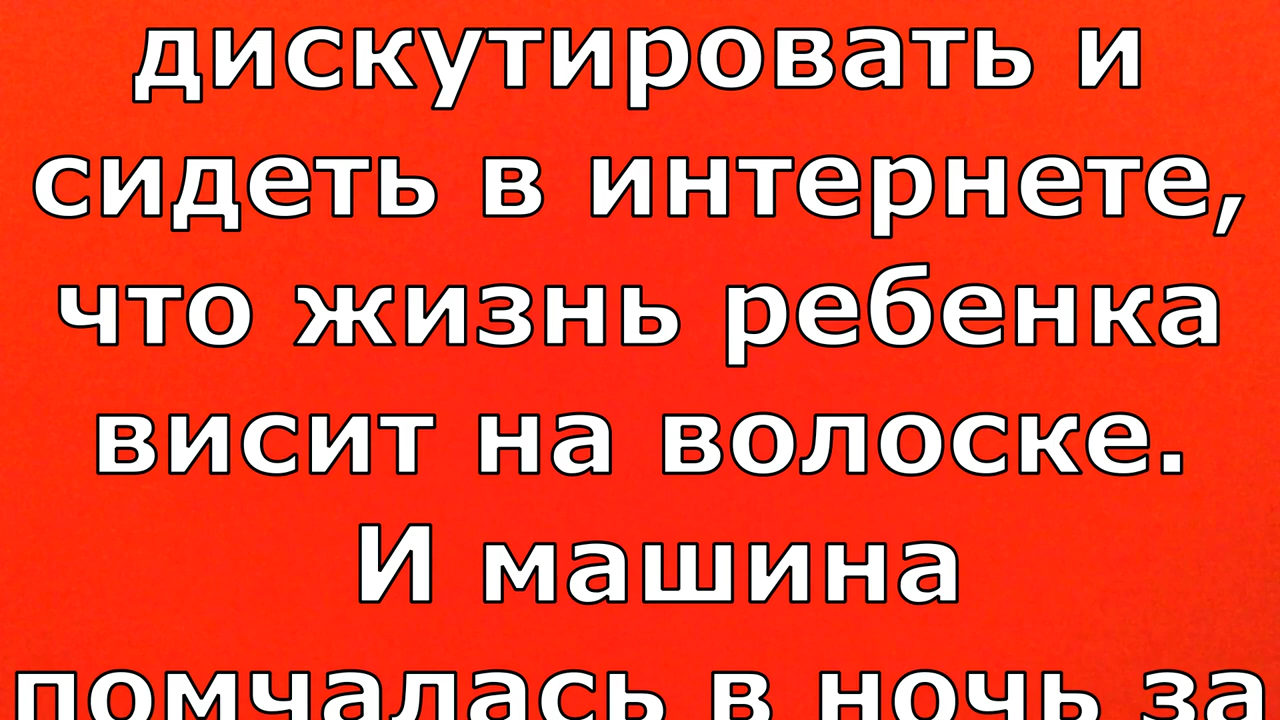 дискутировать и
сидеть в интернете,
что жизнь ребенка
висит на волоске.
И машина
помчалась в ночь за